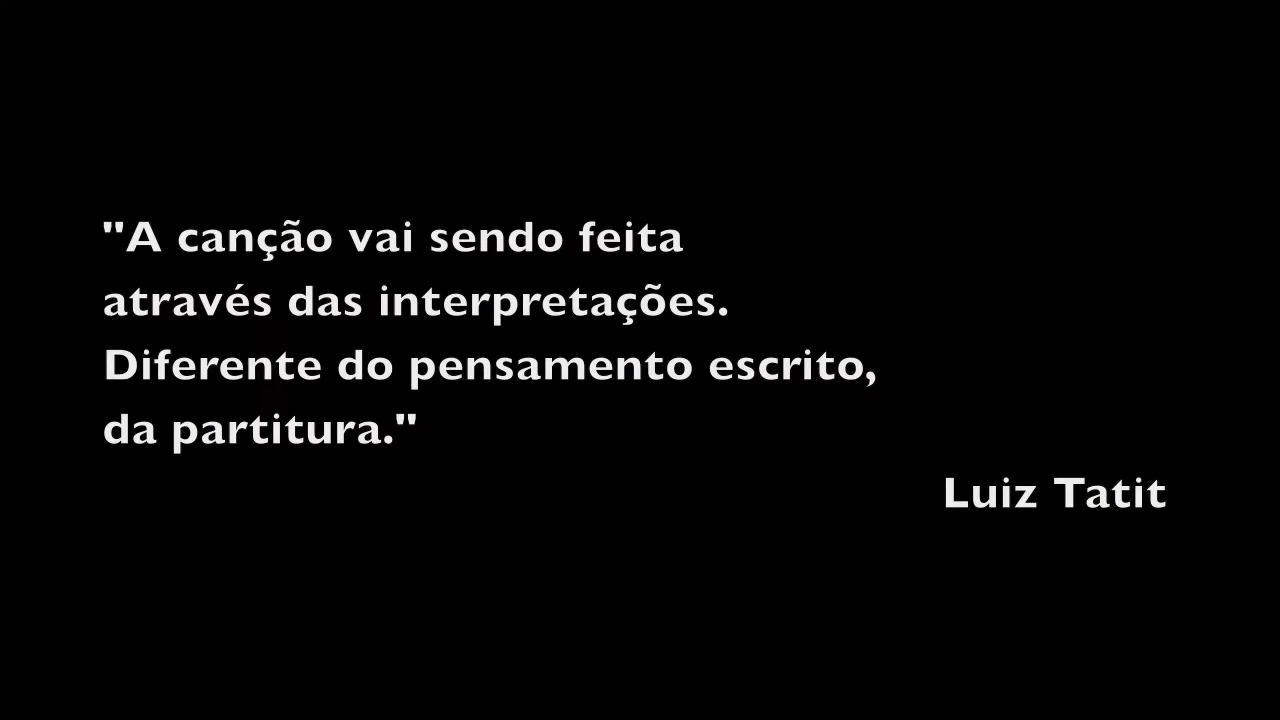 "A canção vai sendo feita
através das interpretações.
Diferente do pensamento escrito,
da partitura."
Luiz Tatit